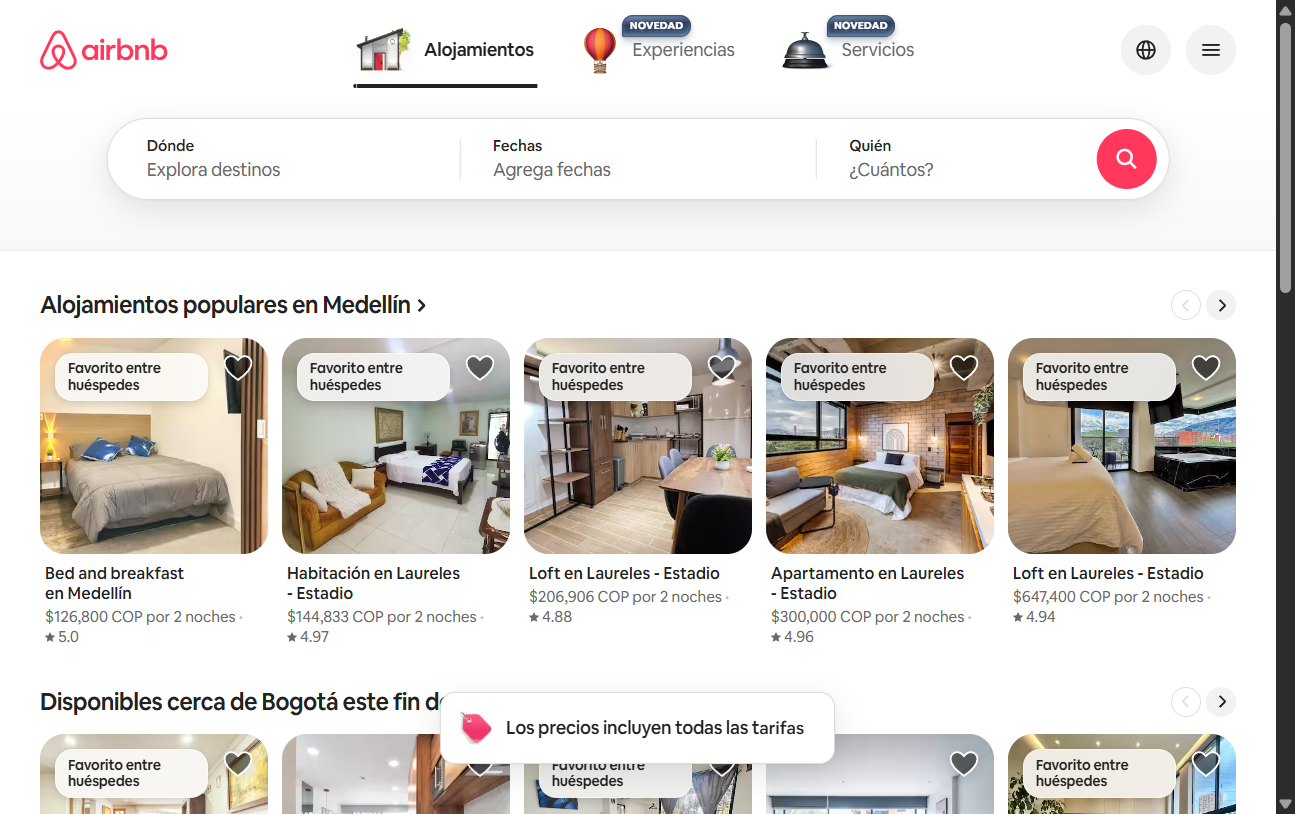 airbnb
Alojamientos
NOVEDAD
Experiencias
NOVEDAD
Servicios
Dónde
Explora destinos
Fechas
Agrega fechas
Quién
¿Cuántos?
Alojamientos populares en Medellín
Favorito entre
huéspedes
Favorito entre
huéspedes
Favorito entre
huéspedes
Favorito entre
huéspedes
Favorito entre
huéspedes
Bed and breakfast
en Medellín
$126,800 COP por 2 noches ·
★ 5.0
Habitación en Laureles
- Estadio
$144,833 COP por 2 noches ·
★ 4.97
Loft en Laureles - Estadio
$206,906 COP por 2 noches ·
★ 4.88
Apartamento en Laureles
- Estadio
$300,000 COP por 2 noches ·
★ 4.96
Loft en Laureles - Estadio
$647,400 COP por 2 noches ·
★ 4.94
Disponibles cerca de Bogotá este fin
Los precios incluyen todas las tarifas
Favorito entre
huéspedes
Favorito entre
huéspedes
Favorito entre
huéspedes